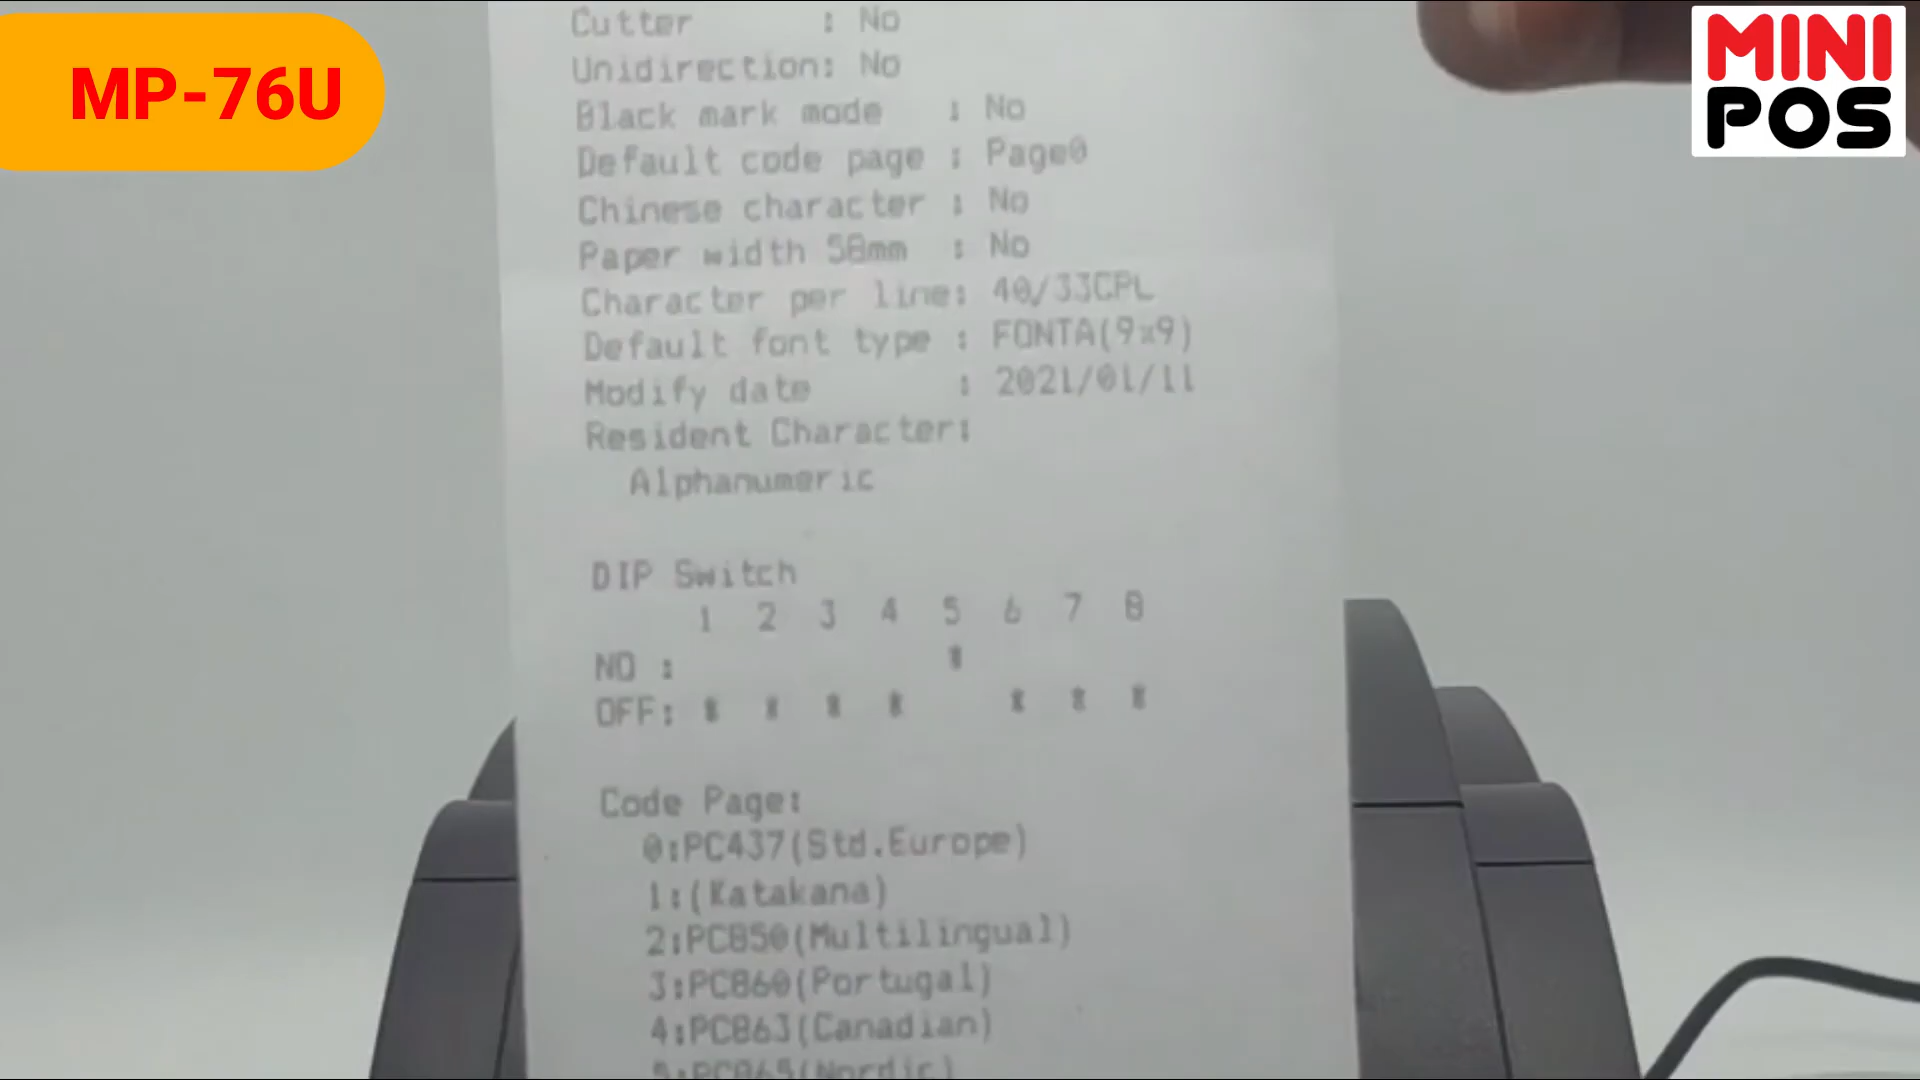 MP-76U
MINI
POS
Cutter : No
Unidirection: No
Black mark mode : No
Default code page : Page0
Chinese character : No
Paper width 58mm : No
Character per line: 40/33CPL
Default font type : FONTA(9x9)
Modify date : 2021/01/11
Resident Character:
Alphanumeric
DIP Switch
1 2 3 4 5 6 7 8
NO : *
OFF: * * * * * * *
Code Page:
0:PC437(Std.Europe)
1:(Katakana)
2:PC850(Multilingual)
3:PC860(Portugal)
4:PC863(Canadian)
5:PC865(Nordic)